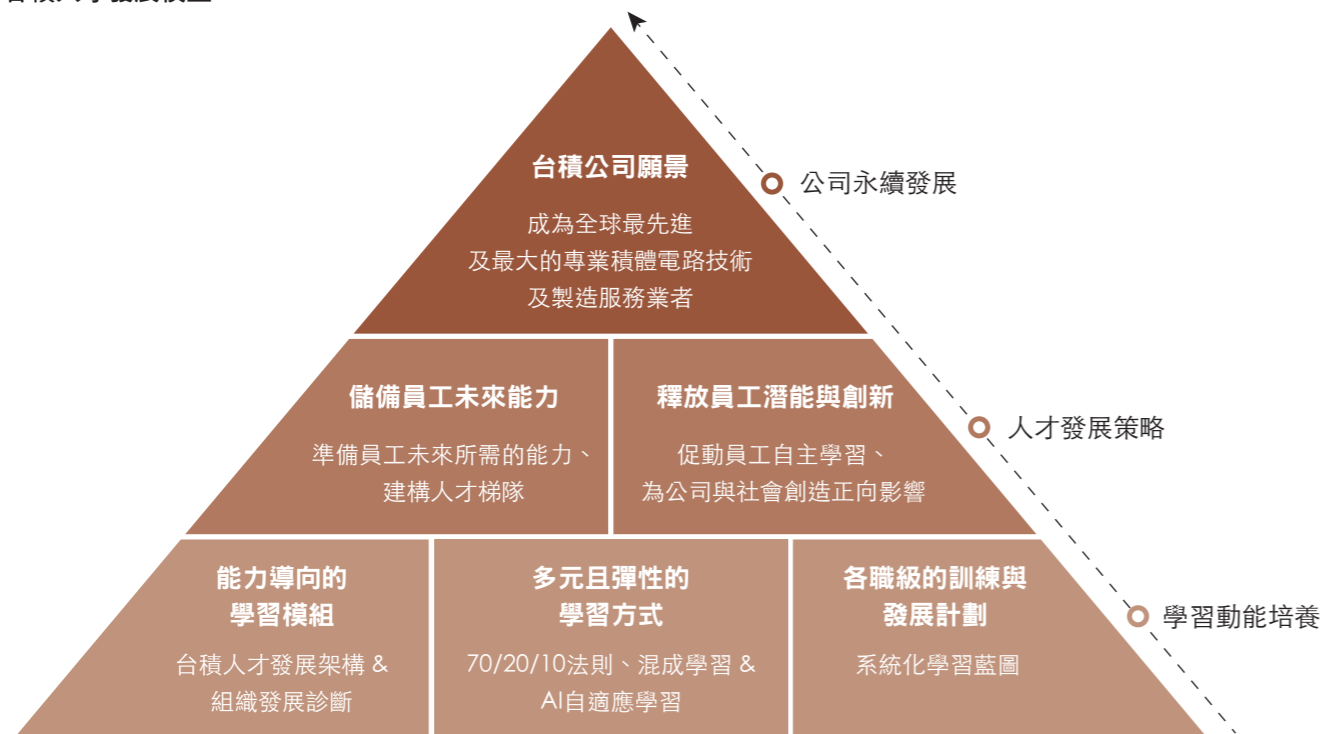 台積公司願景
成為全球最先進
及最大的專業積體電路技術
及製造服務業者
公司永續發展
儲備員工未來能力
準備員工未來所需的能力、
建構人才梯隊
釋放員工潛能與創新
促動員工自主學習、
為公司與社會創造正向影響
人才發展策略
能力導向的
學習模組
台積人才發展架構 &
組織發展診斷
多元且彈性的
學習方式
70/20/10法則、混成學習 &
AI自適應學習
各職級的訓練與
發展計劃
系統化學習藍圖
學習動能培養